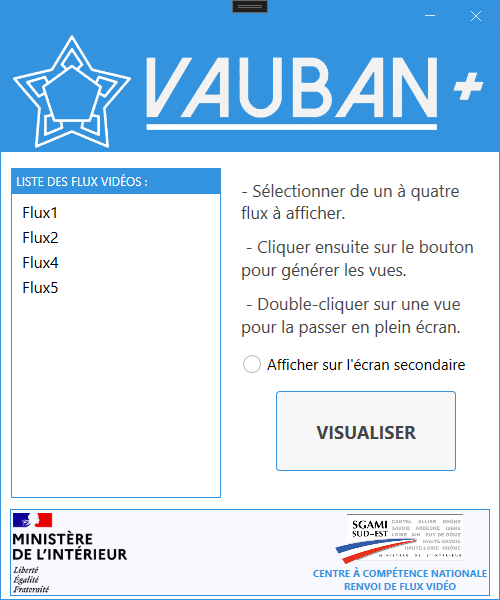 VAUBAN+
LISTE DES FLUX VIDÉOS :
Flux1
Flux2
Flux4
Flux5
- Sélectionner de un à quatre
flux à afficher.
- Cliquer ensuite sur le bouton
pour générer les vues.
- Double-cliquer sur une vue
pour la passer en plein écran.
Afficher sur l'écran secondaire
VISUALISER
MINISTÈRE
DE L'INTÉRIEUR
Liberté
Égalité
Fraternité
SGAMI
SUD-EST
CANTAL ALLIER RHÔNE
SAVOIE ARDÈCHE ISÈRE
LOIRE AIN PUY DE DÔME
HAUTE-SAVOIE
HAUTE-LOIRE DRÔME
CENTRE À COMPÉTENCE NATIONALE
RENVOI DE FLUX VIDÉO